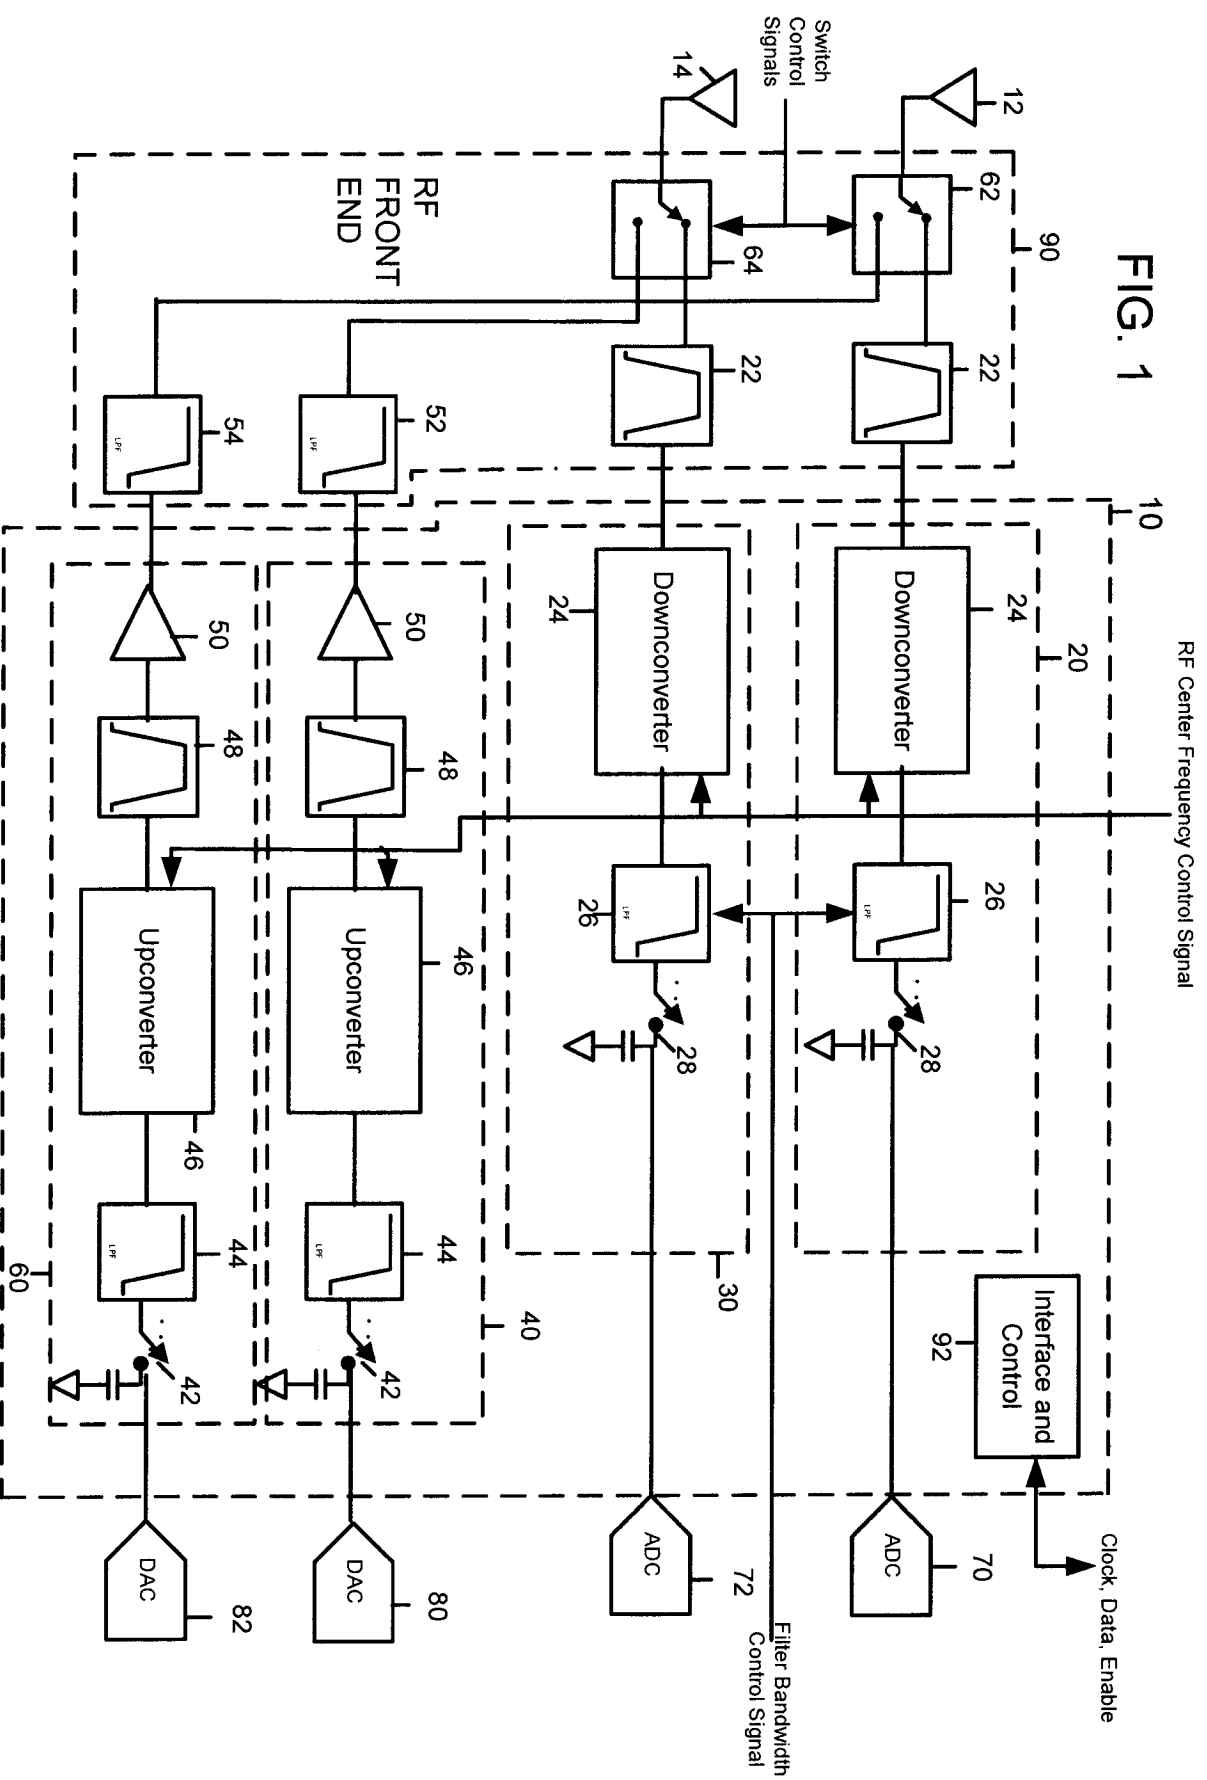 FIG. 1
RF Center Frequency Control Signal
Clock, Data, Enable
10
90
Interface and
Control
92
12
62
22
24
20
Downconverter
26
LPF
28
ADC
70
Switch
Control
Signals
Filter Bandwidth
Control Signal
14
64
22
Downconverter
24
26
LPF
28
30
ADC
72
RF
FRONT
END
52
LPF
50
48
46
Upconverter
44
LPF
42
40
DAC
80
54
LPF
50
48
Upconverter
46
44
LPF
42
60
DAC
82